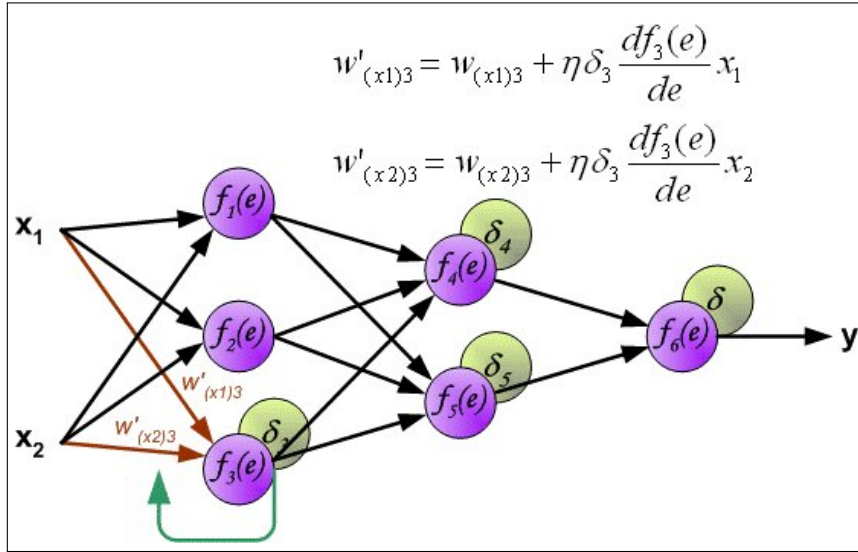 w'₍ₓ₁₎₃ = w₍ₓ₁₎₃ + ηδ₃ df₃(e)/de x₁
w'₍ₓ₂₎₃ = w₍ₓ₂₎₃ + ηδ₃ df₃(e)/de x₂
f₁(e)
x₁
δ₄
f₄(e)
δ
f₂(e)
f₆(e)
y
δ₅
w'₍ₓ₁₎₃
f₅(e)
w'₍ₓ₂₎₃
x₂
f₃(e)